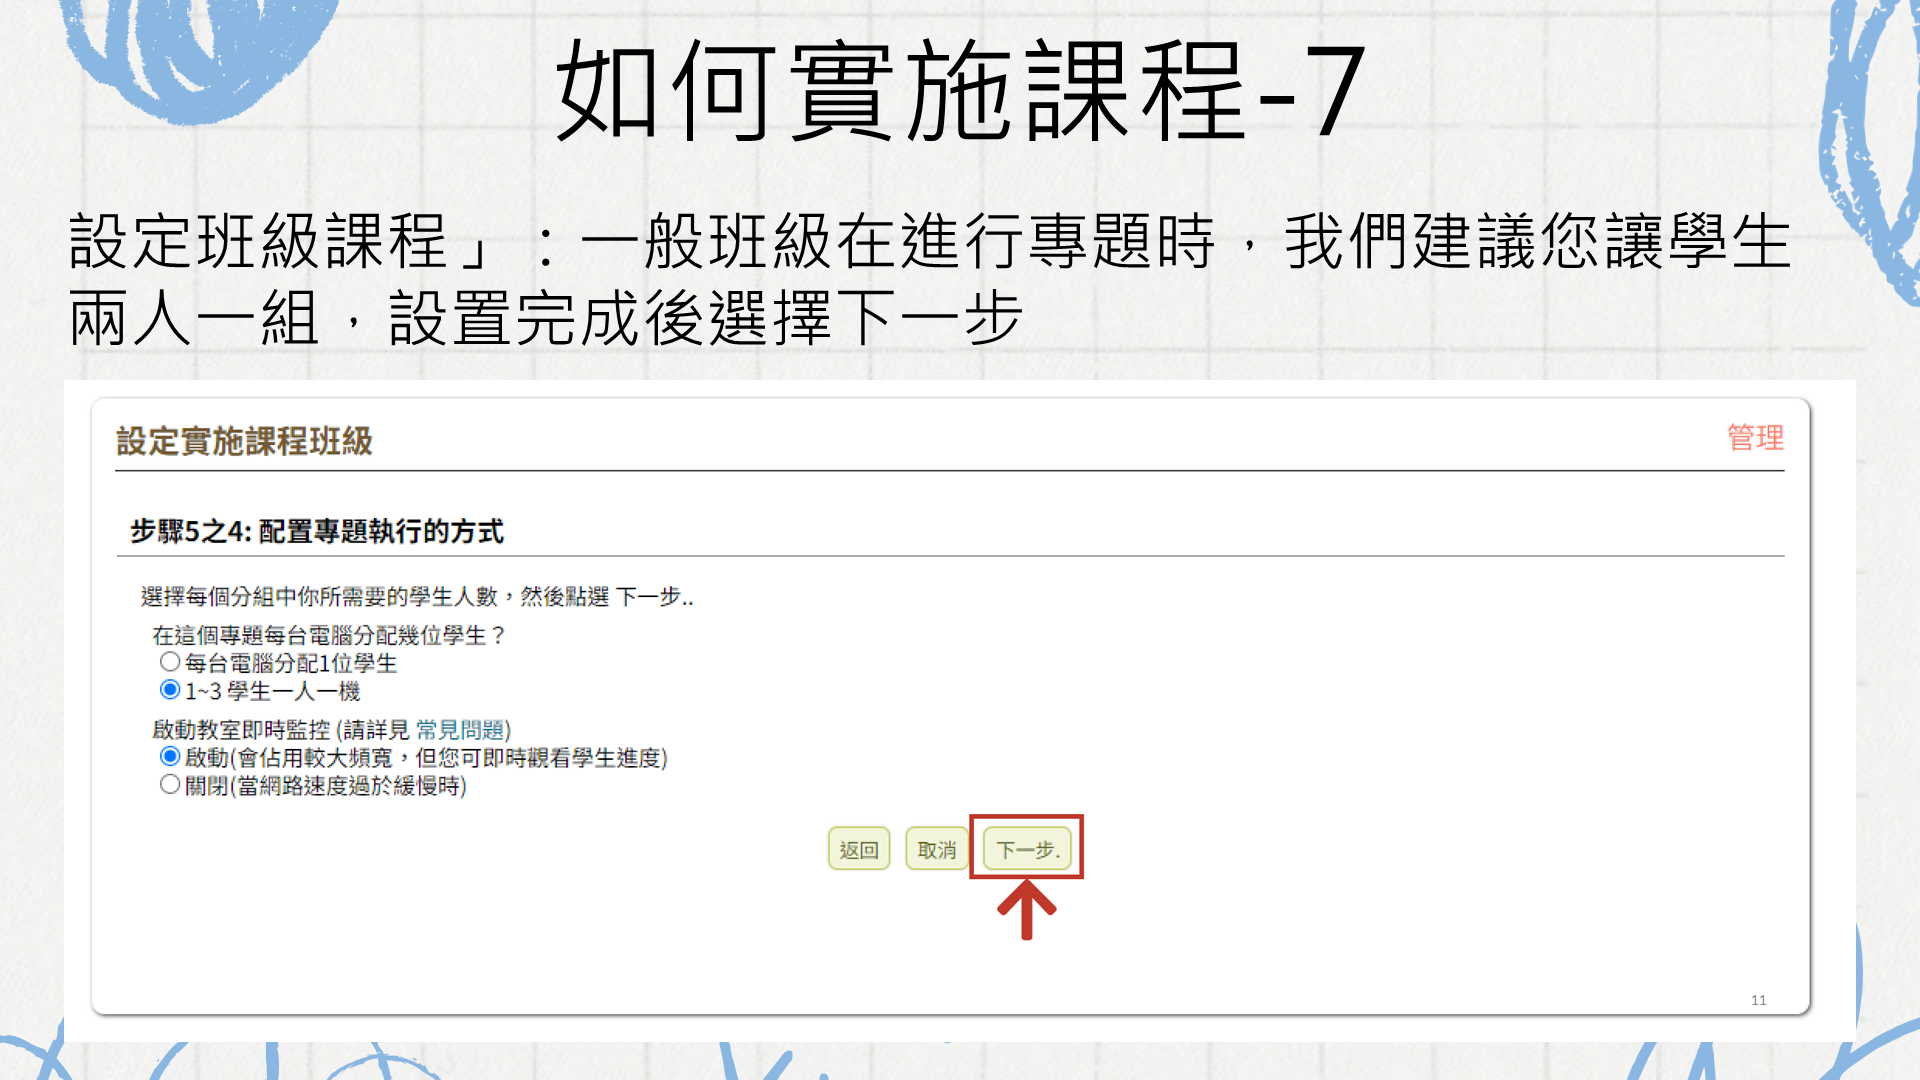 如何實施課程-7
設定班級課程」：一般班級在進行專題時，我們建議您讓學生
兩人一組，設置完成後選擇下一步
設定實施課程班級
管理
步驟5之4: 配置專題執行的方式
選擇每個分組中你所需要的學生人數，然後點選 下一步..
在這個專題每台電腦分配幾位學生？
每台電腦分配1位學生
1~3 學生一人一機
啟動教室即時監控 (請詳見 常見問題)
啟動(會佔用較大頻寬，但您可即時觀看學生進度)
關閉(當網路速度過於緩慢時)
返回 取消 下一步.
11